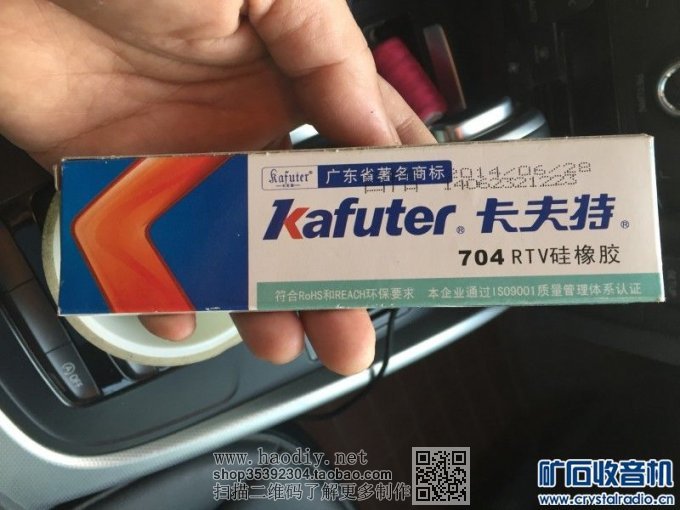 Kafuter®
广东省著名商标
2014/06/28
Kafuter® 卡夫特®
704 RTV硅橡胶
符合RoHS和REACH环保要求 本企业通过ISO9001质量管理体系认证
OFF
www.haodiy.net
shop35392304.taobao.com
扫描二维码了解更多制作
矿石收音机
www.crystalradio.cn